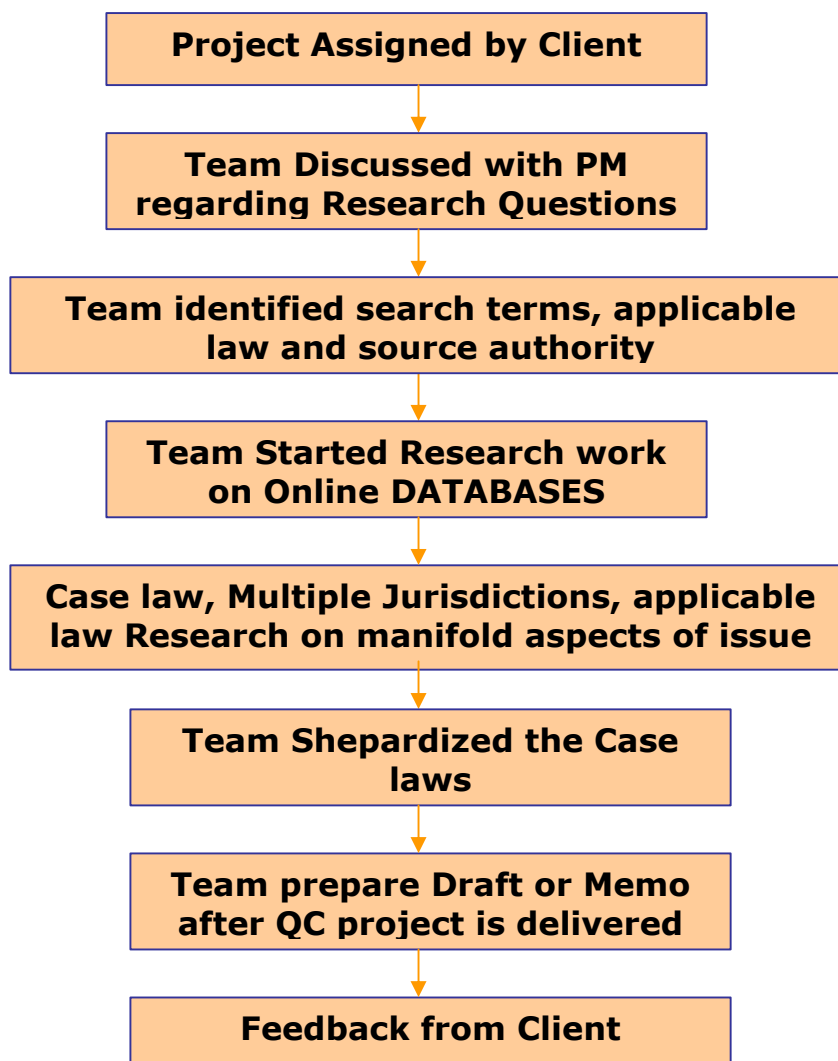 Project Assigned by Client
Team Discussed with PM
regarding Research Questions
Team identified search terms, applicable
law and source authority
Team Started Research work
on Online DATABASES
Case law, Multiple Jurisdictions, applicable
law Research on manifold aspects of issue
Team Shepardized the Case
laws
Team prepare Draft or Memo
after QC project is delivered
Feedback from Client